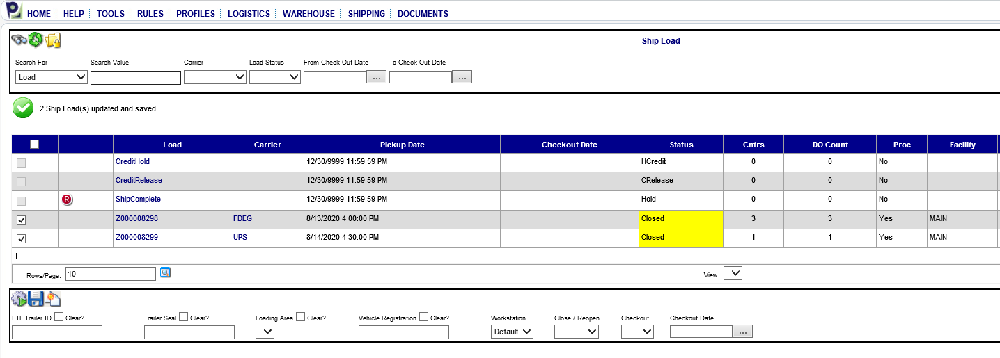 HOME HELP TOOLS RULES PROFILES LOGISTICS WAREHOUSE SHIPPING DOCUMENTS
Ship Load
Search For Search Value Carrier Load Status From Check-Out Date To Check-Out Date
Load ... ...
2 Ship Load(s) updated and saved.
Load Carrier Pickup Date Checkout Date Status Cntrs DO Count Proc Facility
CreditHold 12/30/9999 11:59:59 PM HCredit 0 0 No
CreditRelease 12/30/9999 11:59:59 PM CRelease 0 0 No
R ShipComplete 12/30/9999 11:59:59 PM Hold 0 0 No
Z000008298 FDEG 8/13/2020 4:00:00 PM Closed 3 3 Yes MAIN
Z000008299 UPS 8/14/2020 4:30:00 PM Closed 1 1 Yes MAIN
1
Rows/Page: 10 View
FTL Trailer ID Clear? Trailer Seal Clear? Loading Area Clear? Vehicle Registration Clear? Workstation Close / Reopen Checkout Checkout Date
Default ...